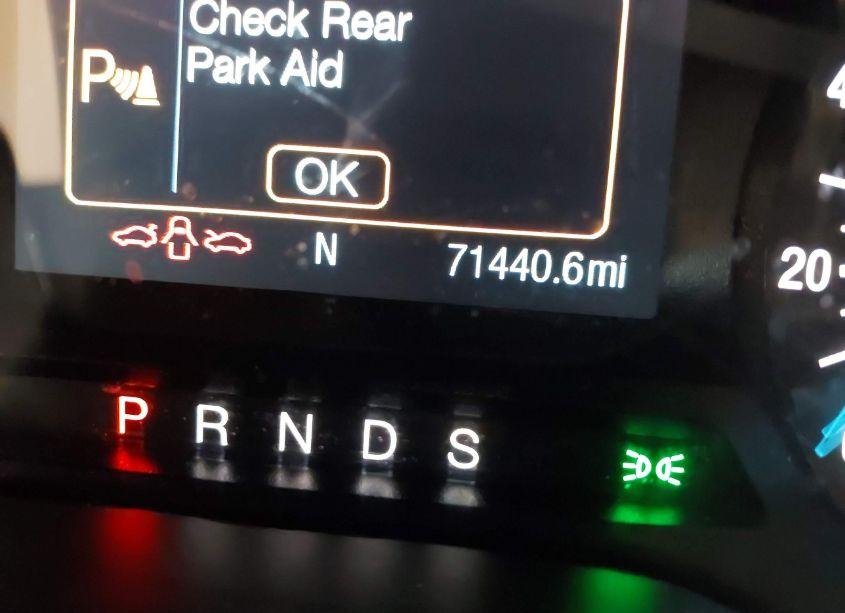 Check Rear
P Park Aid
OK
N 71440.6mi
20
P R N D S